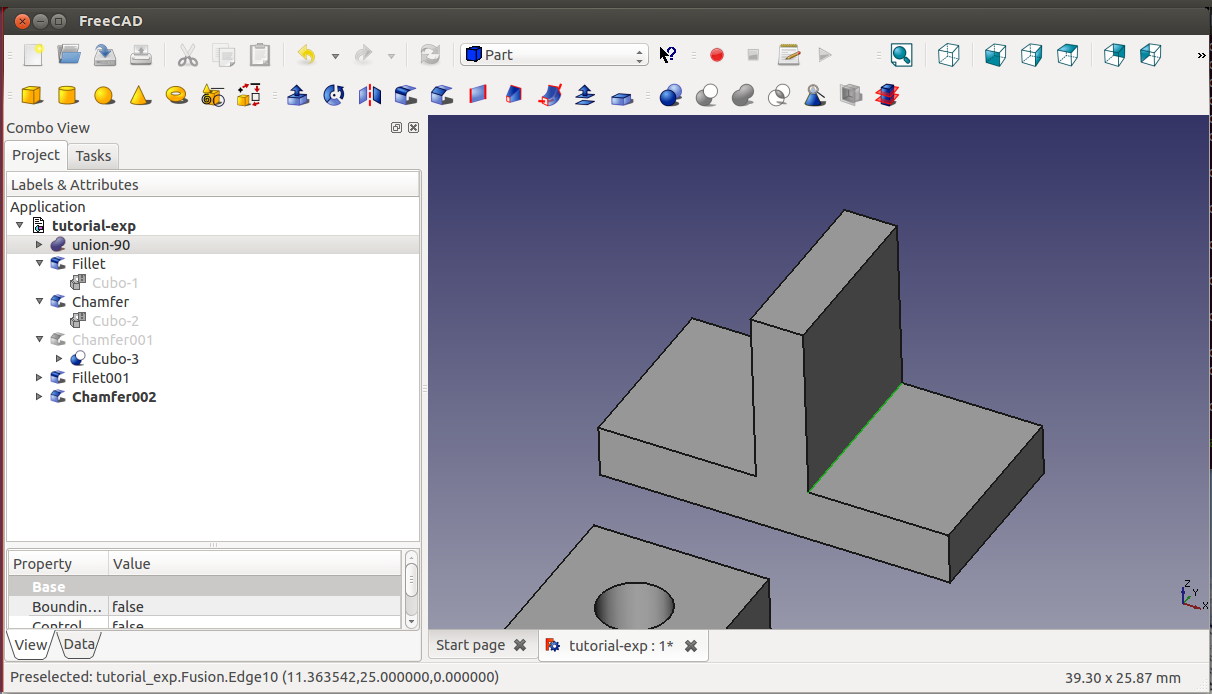 FreeCAD
Part
»
Combo View
Project Tasks
Labels & Attributes
Application
tutorial-exp
union-90
Fillet
Cubo-1
Chamfer
Cubo-2
Chamfer001
Cubo-3
Fillet001
Chamfer002
Property Value
Base
Boundin... false
Control false
View Data
Start page tutorial-exp : 1*
Z
Y
X
Preselected: tutorial_exp.Fusion.Edge10 (11.363542,25.000000,0.000000) 39.30 x 25.87 mm